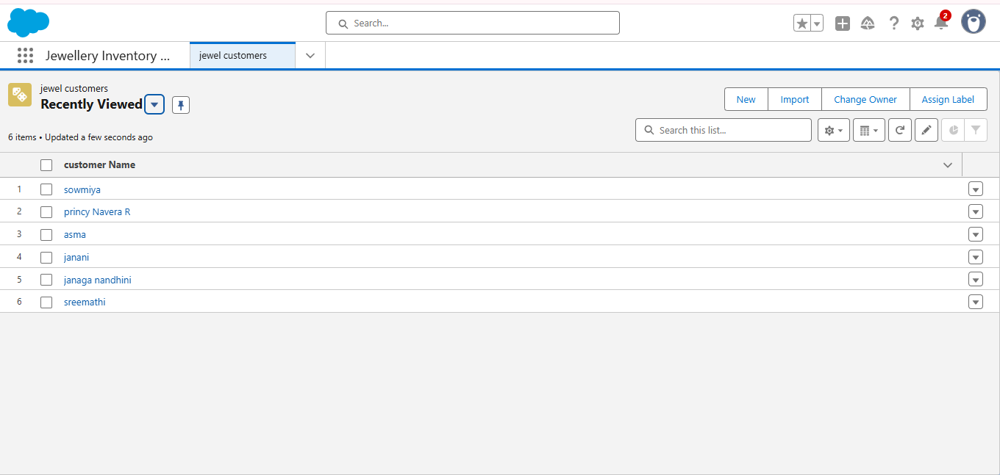 Search...
2
Jewellery Inventory ...
jewel customers
jewel customers
Recently Viewed
New
Import
Change Owner
Assign Label
6 items • Updated a few seconds ago
Search this list...
customer Name
1 sowmiya
2 princy Navera R
3 asma
4 janani
5 janaga nandhini
6 sreemathi